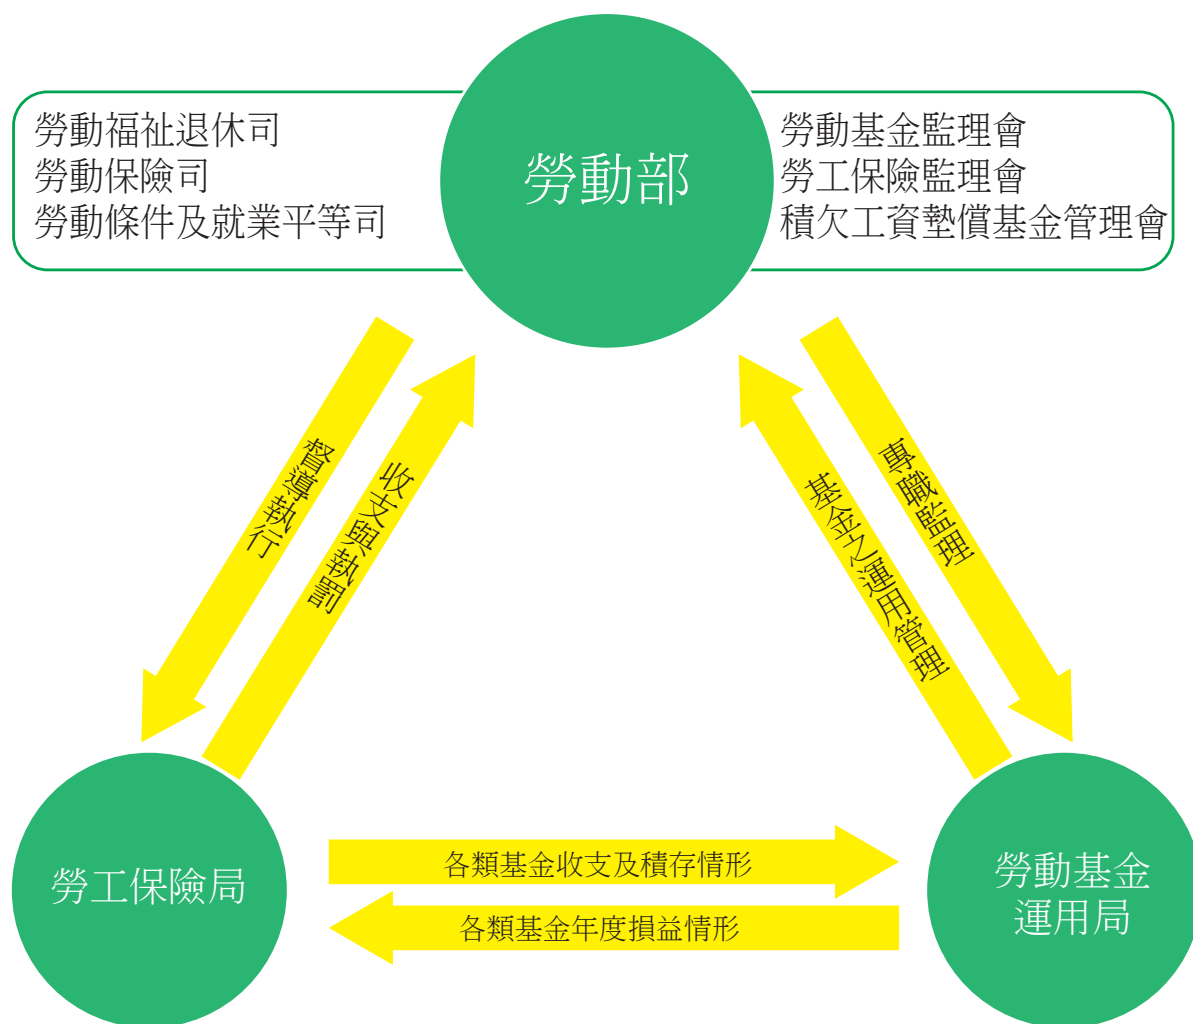 勞動福祉退休司
勞動保險司
勞動條件及就業平等司
勞動部
勞動基金監理會
勞工保險監理會
積欠工資墊償基金管理會
督導執行
收支與執罰
基金之運用管理
專職監理
勞工保險局
各類基金收支及積存情形
各類基金年度損益情形
勞動基金
運用局